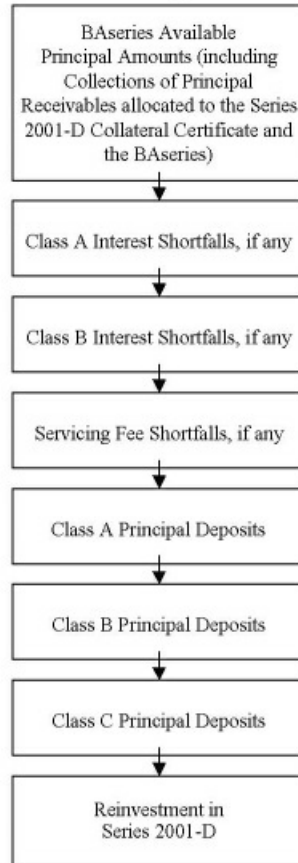 BAseries Available
Principal Amounts (including
Collections of Principal
Receivables allocated to the Series
2001-D Collateral Certificate and
the BAseries)
Class A Interest Shortfalls, if any
Class B Interest Shortfalls, if any
Servicing Fee Shortfalls, if any
Class A Principal Deposits
Class B Principal Deposits
Class C Principal Deposits
Reinvestment in
Series 2001-D